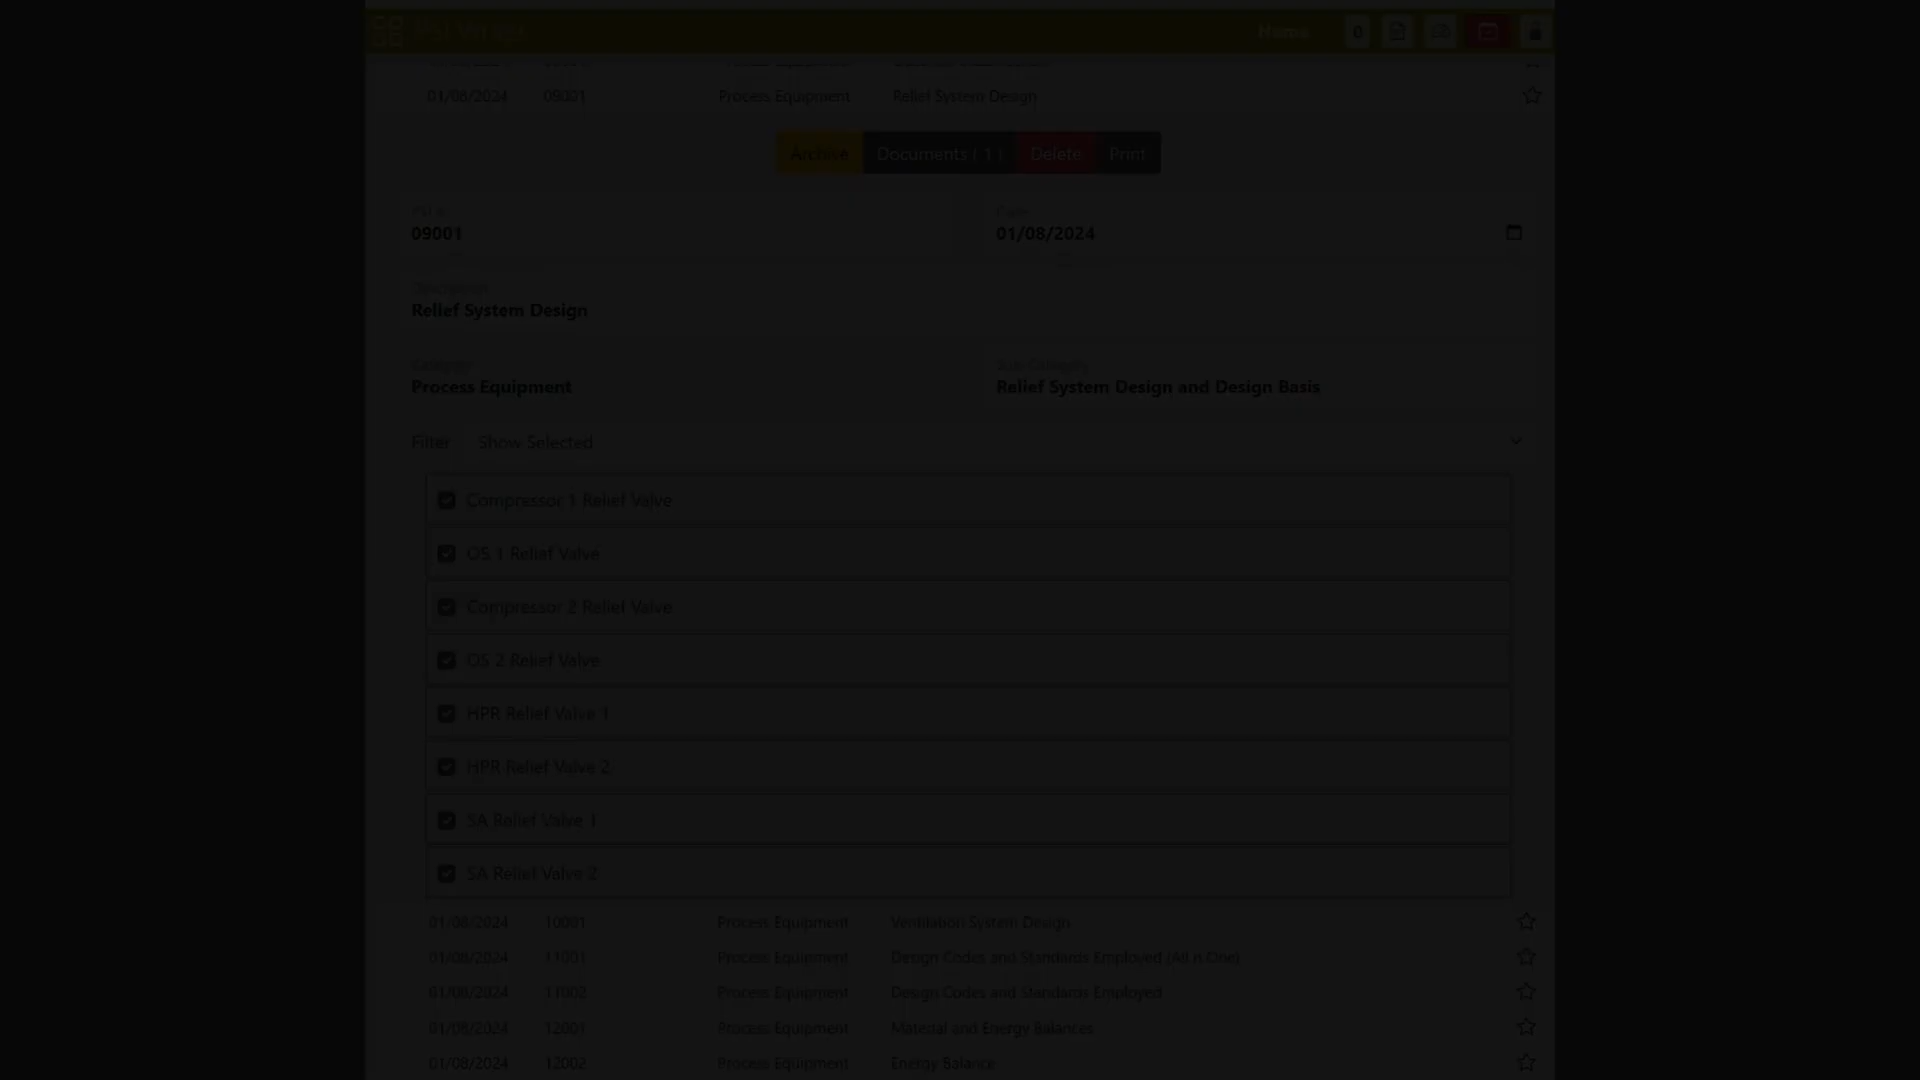 Home 0
01/08/2024 09001 Process Equipment Relief System Design
Archive Documents ( 1 ) Delete Print
09001
01/08/2024
Description
Relief System Design
Category
Process Equipment
Sub Category
Relief System Design and Design Basis
Filter Show Selected
Compressor 1 Relief Valve
OS 1 Relief Valve
Compressor 2 Relief Valve
OS 2 Relief Valve
HPR Relief Valve 1
HPR Relief Valve 2
SA Relief Valve 1
SA Relief Valve 2
01/08/2024 10001 Process Equipment Ventilation System Design
01/08/2024 11001 Process Equipment Design Codes and Standards Employed (All n One)
01/08/2024 11002 Process Equipment Design Codes and Standards Employed
01/08/2024 12001 Process Equipment Material and Energy Balances
01/08/2024 12002 Process Equipment Energy Balance